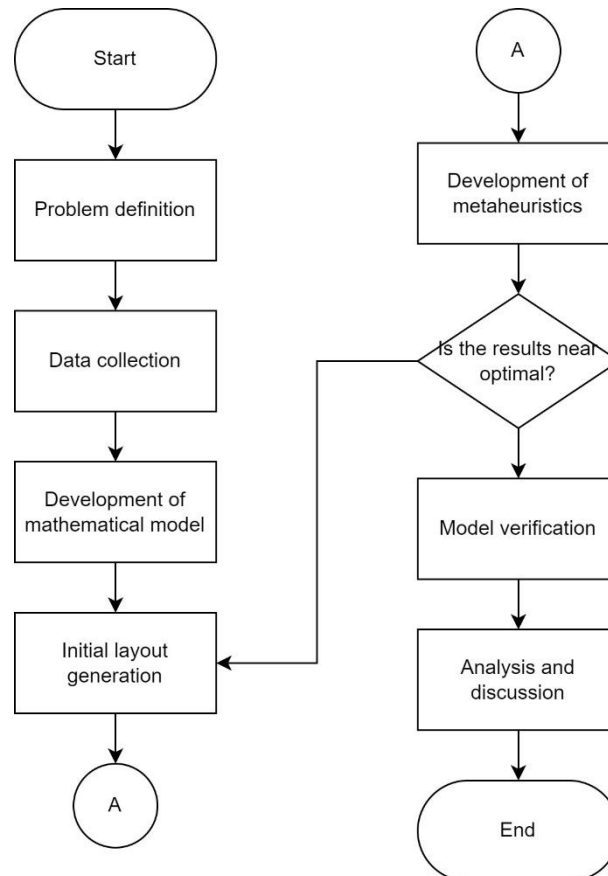 Start
Problem definition
Data collection
Development of
mathematical model
Initial layout
generation
A
A
Development of
metaheuristics
Is the results near
optimal?
Model verification
Analysis and
discussion
End